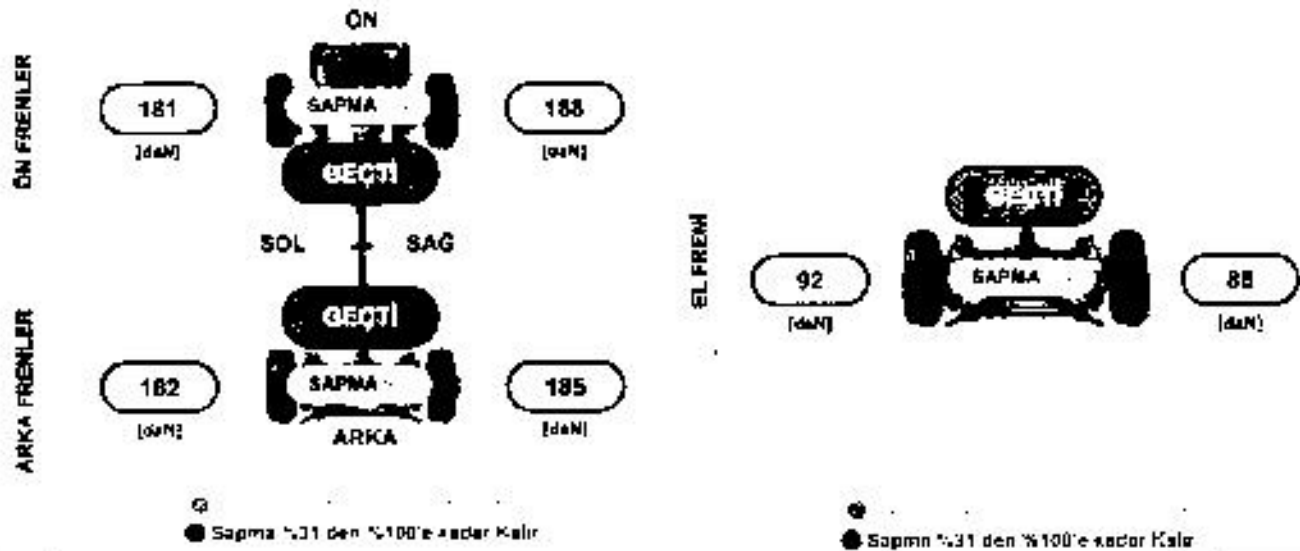 ÖN
ÖN FRENLER
181
[daN]
SAPMA
188
[daN]
GEÇTİ
SOL
SAĞ
GEÇTİ
ARKA FRENLER
182
[daN]
SAPMA
185
[daN]
ARKA
Sapma %31 den %100'e kadar Kalır
EL FRENİ
GEÇTİ
92
[daN]
SAPMA
[daN]
Sapma %31 den %100'e kadar Kalır